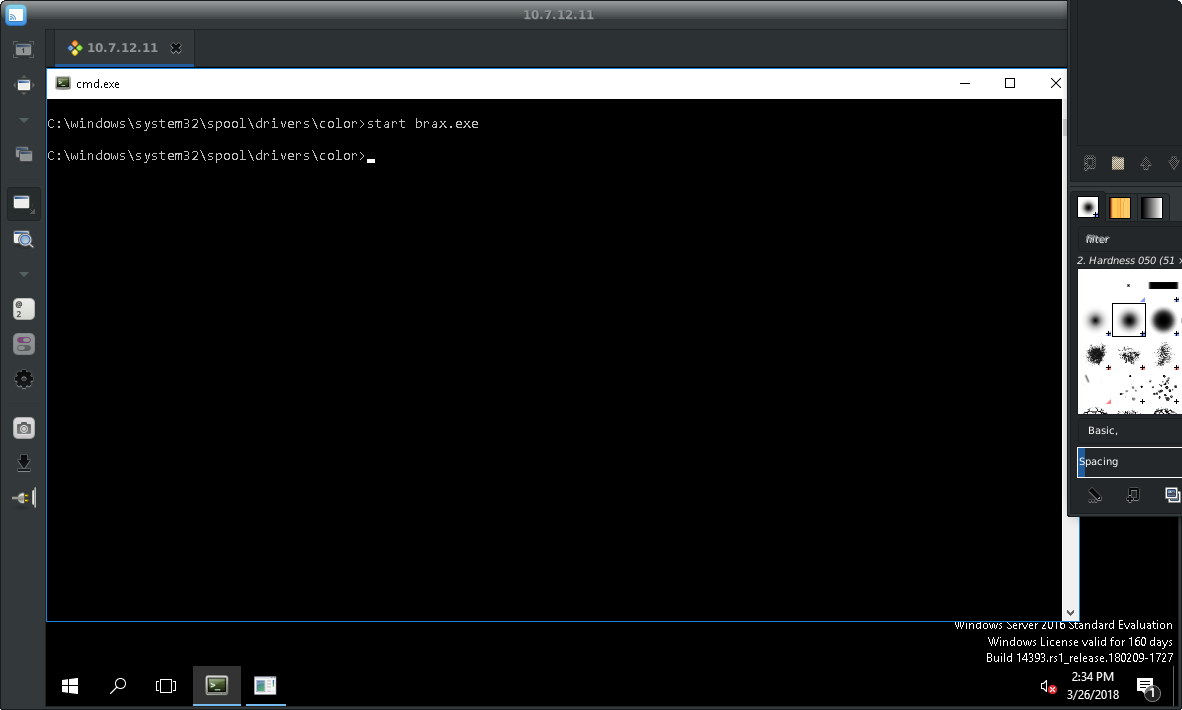 10.7.12.11
1
10.7.12.11
cmd.exe
C:\windows\system32\spool\drivers\color>start brax.exe
C:\windows\system32\spool\drivers\color>
filter
2. Hardness 050 (51 ×
@
2
Basic,
Spacing
Windows Server 2016 Standard Evaluation
Windows License valid for 160 days
Build 14393.rs1_release.180209-1727
2:34 PM
3/26/2018
1